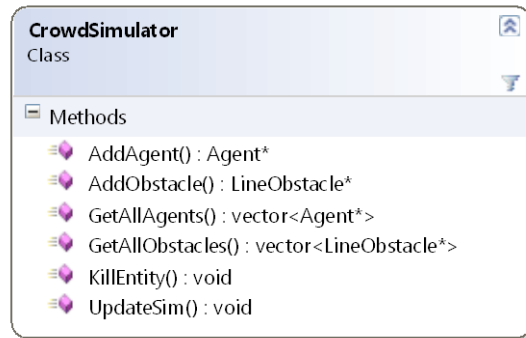 CrowdSimulator
Class
Methods
AddAgent() : Agent*
AddObstacle() : LineObstacle*
GetAllAgents() : vector<Agent*>
GetAllObstacles() : vector<LineObstacle*>
KillEntity() : void
UpdateSim() : void